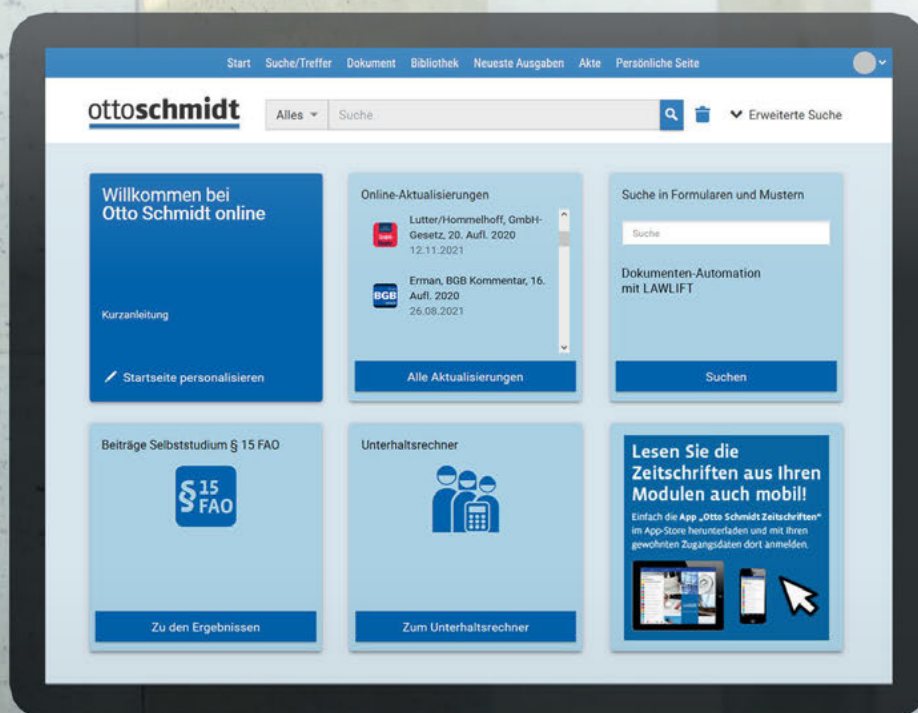 Start Suche/Treffer Dokument Bibliothek Neueste Ausgaben Akte Persönliche Seite
ottoschmidt
Alles
Suche
Erweiterte Suche
Willkommen bei
Otto Schmidt online
Kurzanleitung
Startseite personalisieren
Online-Aktualisierungen
Lutter/Hommelhoff, GmbH-
Gesetz, 20. Aufl. 2020
12.11.2021
BGB
Erman, BGB Kommentar, 16.
Aufl. 2020
26.08.2021
Alle Aktualisierungen
Suche in Formularen und Mustern
Suche
Dokumenten-Automation
mit LAWLIFT
Suchen
Beiträge Selbststudium § 15 FAO
§ 15
FAO
Zu den Ergebnissen
Unterhaltsrechner
Zum Unterhaltsrechner
Lesen Sie die
Zeitschriften aus Ihren
Modulen auch mobil!
Einfach die App „Otto Schmidt Zeitschriften“
im App-Store herunterladen und mit Ihren
gewohnten Zugangsdaten dort anmelden.